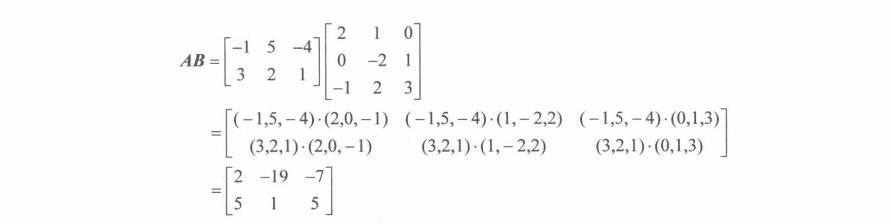 AB = [−1 5 −4; 3 2 1] [2 1 0; 0 −2 1; −1 2 3]
= [(−1,5,−4)·(2,0,−1) (−1,5,−4)·(1,−2,2) (−1,5,−4)·(0,1,3); (3,2,1)·(2,0,−1) (3,2,1)·(1,−2,2) (3,2,1)·(0,1,3)]
= [2 −19 −7; 5 1 5]